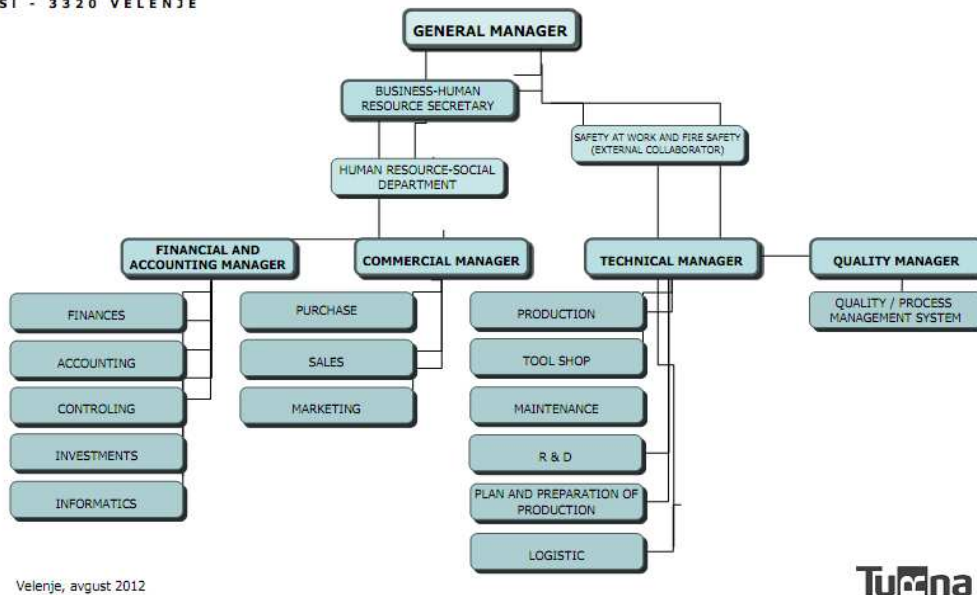 SI - 3320 VELENJE
GENERAL MANAGER
BUSINESS-HUMAN
RESOURCE SECRETARY
SAFETY AT WORK AND FIRE SAFETY
(EXTERNAL COLLABORATOR)
HUMAN RESOURCE-SOCIAL
DEPARTMENT
FINANCIAL AND
ACCOUNTING MANAGER
COMMERCIAL MANAGER
TECHNICAL MANAGER
QUALITY MANAGER
FINANCES
ACCOUNTING
CONTROLING
INVESTMENTS
INFORMATICS
PURCHASE
SALES
MARKETING
PRODUCTION
TOOL SHOP
MAINTENANCE
R & D
PLAN AND PREPARATION OF
PRODUCTION
LOGISTIC
QUALITY / PROCESS
MANAGEMENT SYSTEM
Velenje, avgust 2012
Turna